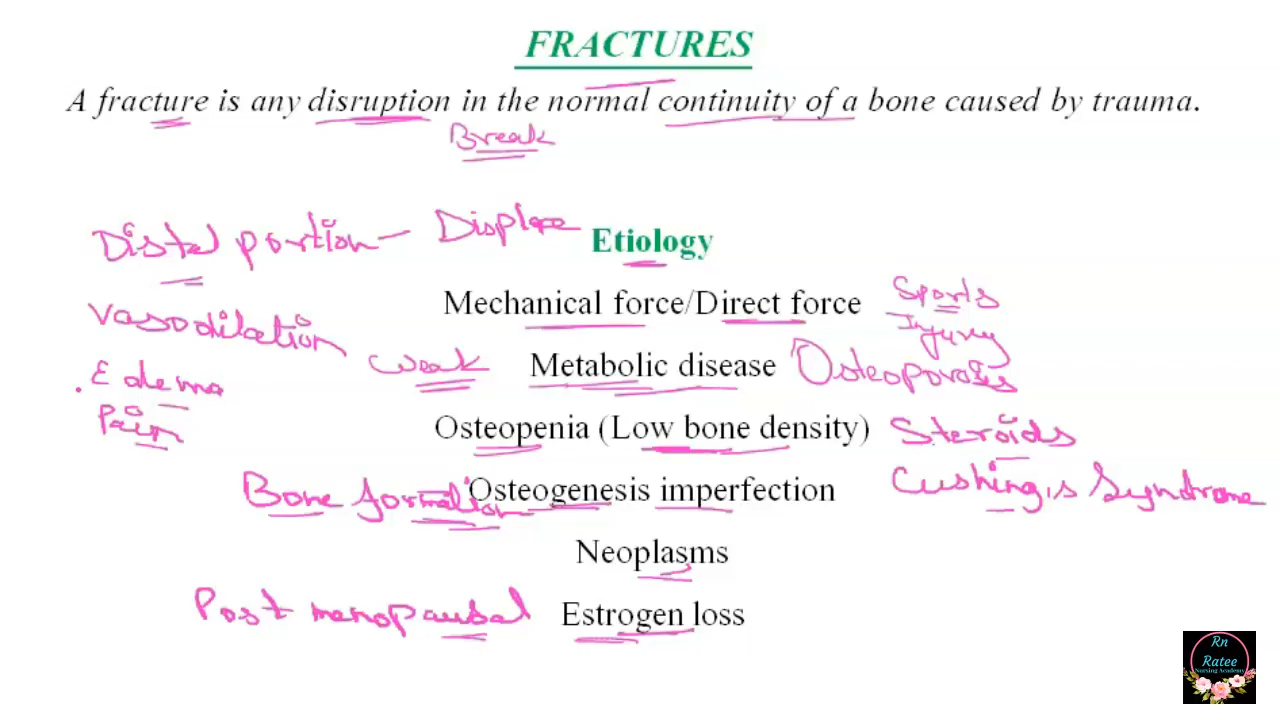 FRACTURES
A fracture is any disruption in the normal continuity of a bone caused by trauma.
Break
Distal portion - Displace
Etiology
Mechanical force/Direct force Sports
Injury
Vasodilation
Weak Metabolic disease Osteoporosis
Edema
Pain
Osteopenia (Low bone density) Steroids
Bone formation Osteogenesis imperfection Cushing's Syndrome
Neoplasms
Post menopausal Estrogen loss
Rn
Ratee
Nursing Academy